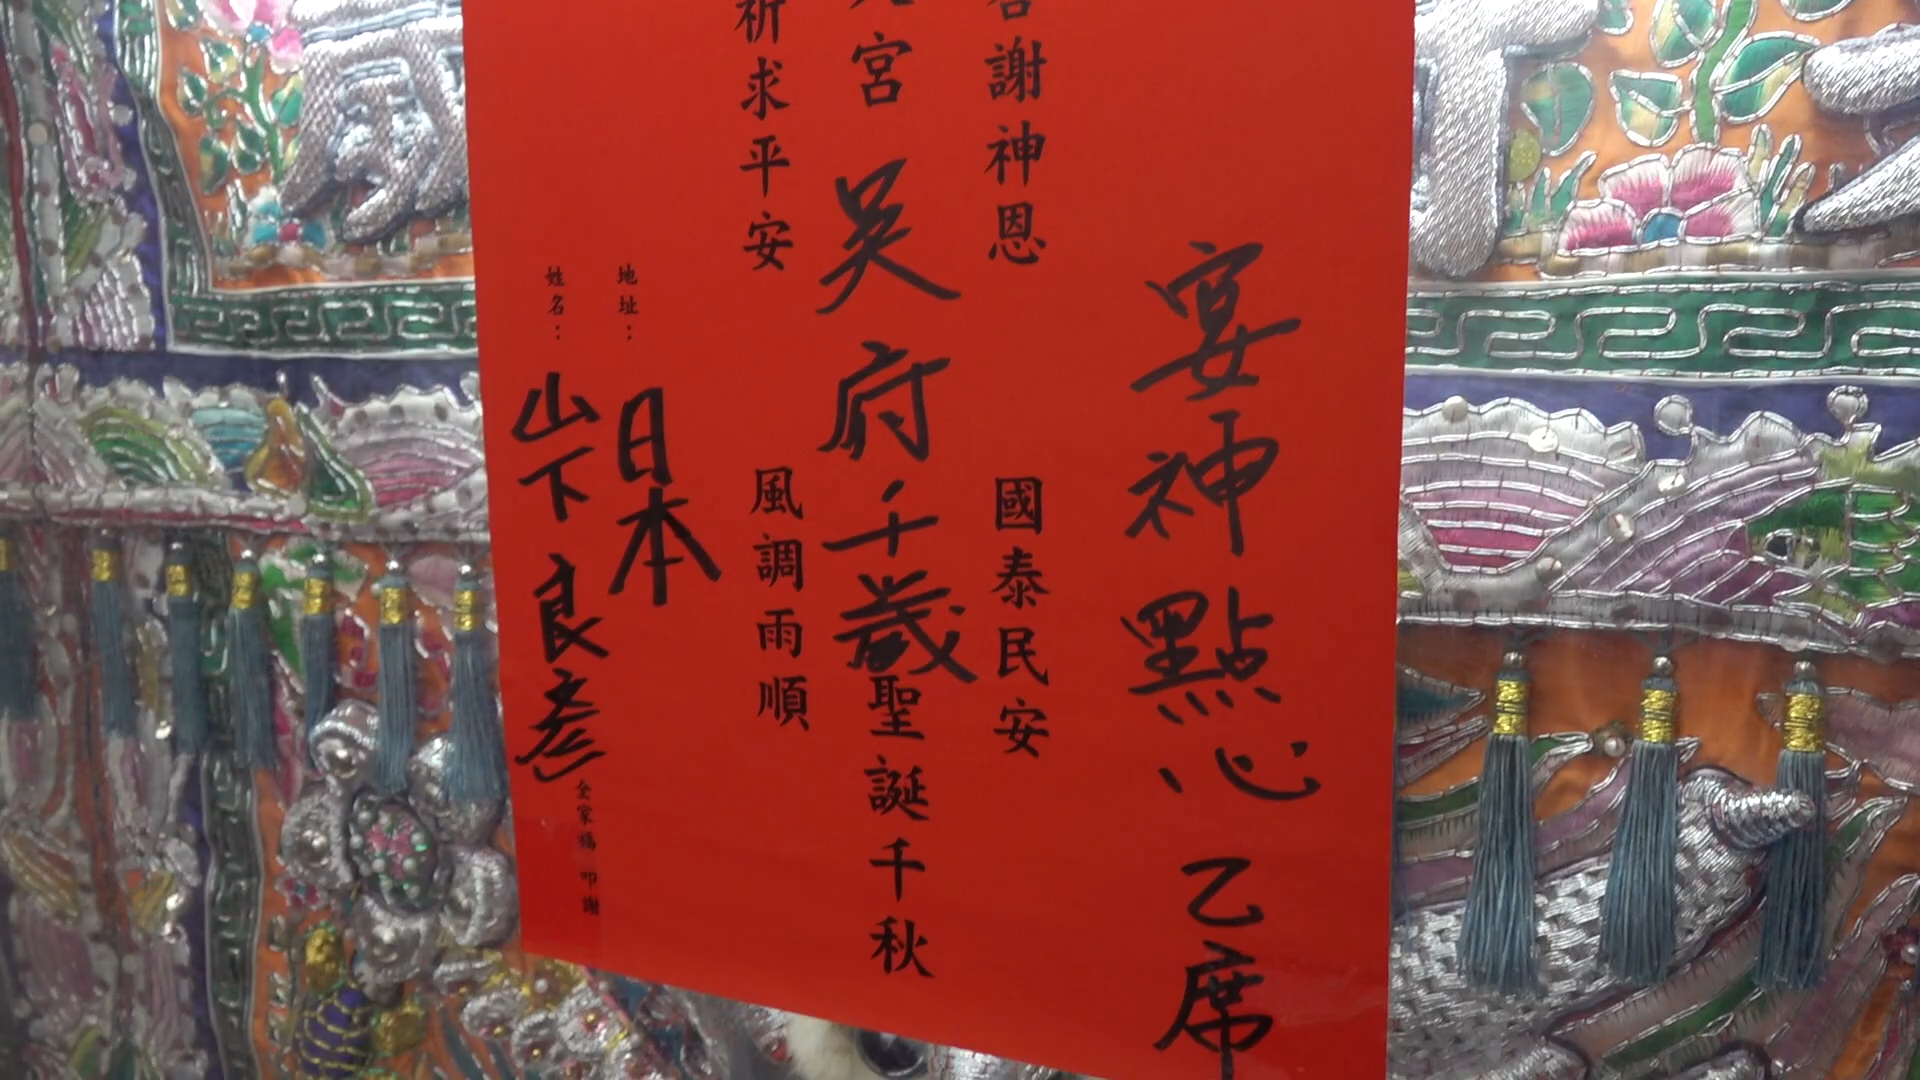 宴神點心乙席
謝神恩
國泰民安
宮吳府千歲聖誕千秋
祈求平安
風調雨順
地址：日本
姓名：山下良彥
全家福 叩謝